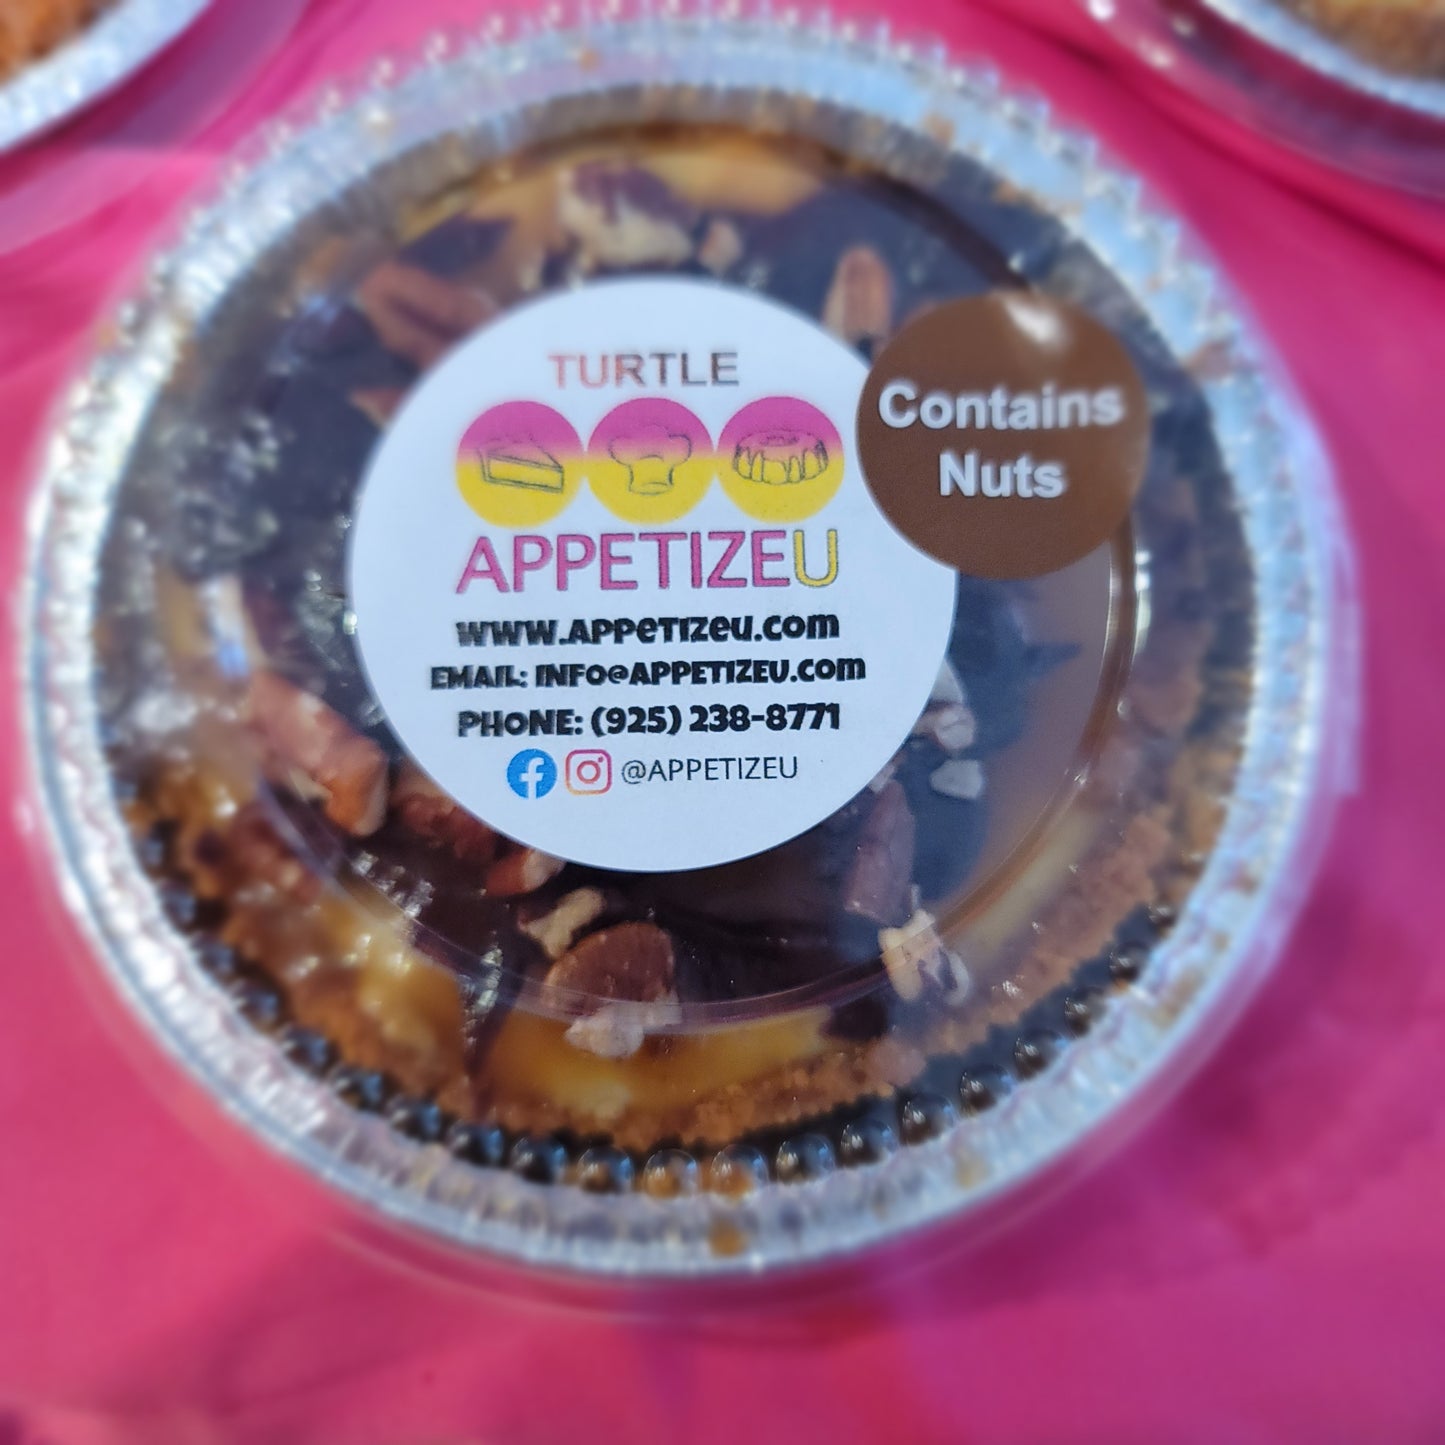 TURTLE
APPETIZEU
www.APPETIZEU.com
EMAIL: INFO@APPETIZEU.com
PHONE: (925) 238-8771
@APPETIZEU
Contains
Nuts